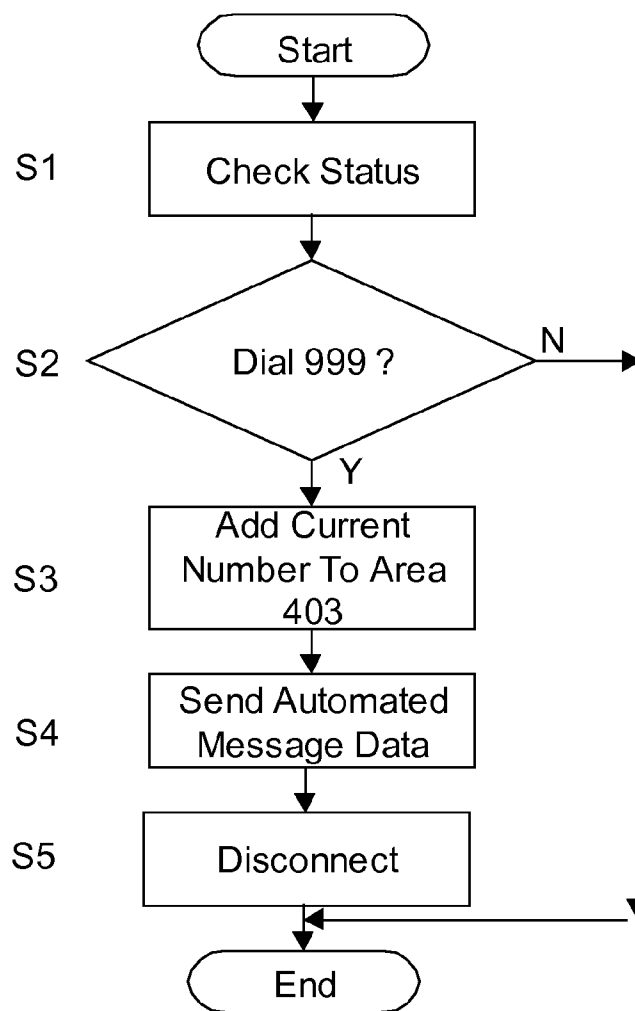 Start
S1
Check Status
S2
Dial 999 ?
N
Y
S3
Add Current
Number To Area
403
S4
Send Automated
Message Data
S5
Disconnect
End